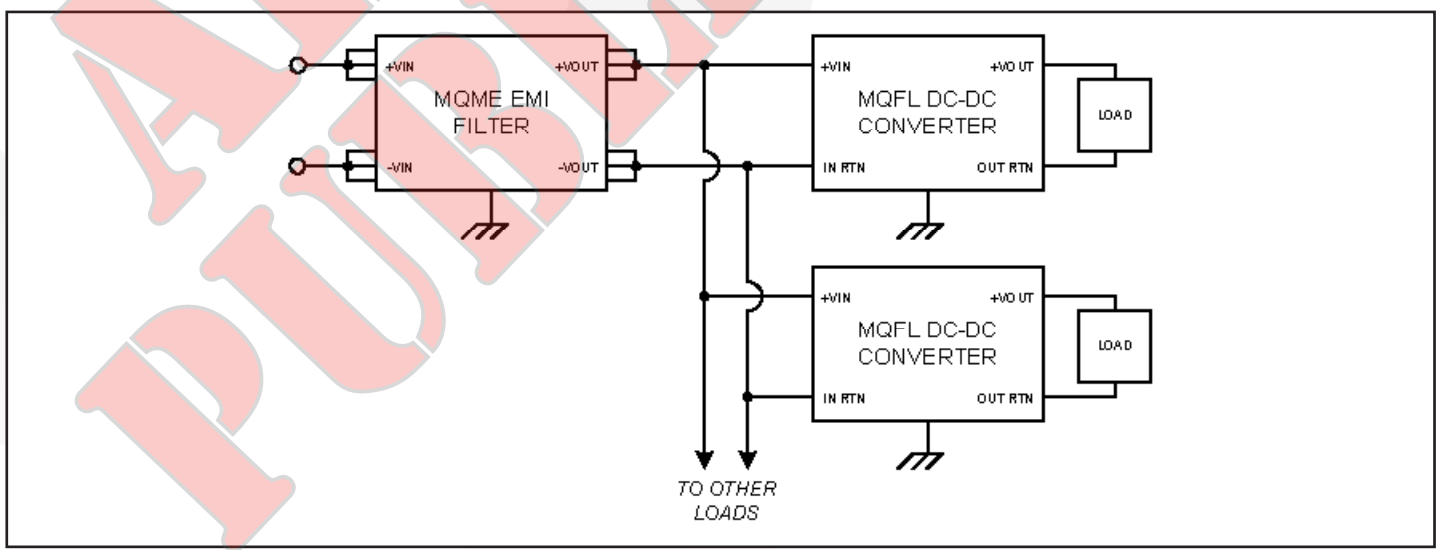 +VIN
+VOUT
MQME EMI
FILTER
-VIN
-VOUT
+VIN
+VOUT
MQFL DC-DC
CONVERTER
IN RTN
OUT RTN
LOAD
+VIN
+VOUT
MQFL DC-DC
CONVERTER
IN RTN
OUT RTN
LOAD
TO OTHER
LOADS